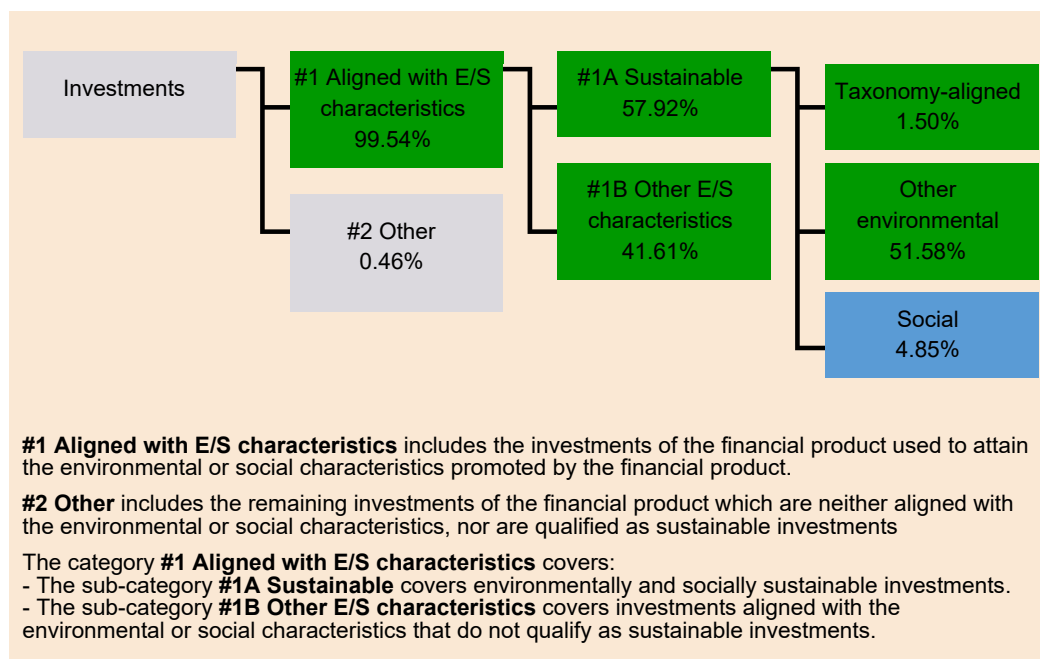 Investments
#1 Aligned with E/S
characteristics
99.54%
#2 Other
0.46%
#1A Sustainable
57.92%
#1B Other E/S
characteristics
41.61%
Taxonomy-aligned
1.50%
Other
environmental
51.58%
Social
4.85%
#1 Aligned with E/S characteristics includes the investments of the financial product used to attain
the environmental or social characteristics promoted by the financial product.
#2 Other includes the remaining investments of the financial product which are neither aligned with
the environmental or social characteristics, nor are qualified as sustainable investments
The category #1 Aligned with E/S characteristics covers:
- The sub-category #1A Sustainable covers environmentally and socially sustainable investments.
- The sub-category #1B Other E/S characteristics covers investments aligned with the
environmental or social characteristics that do not qualify as sustainable investments.